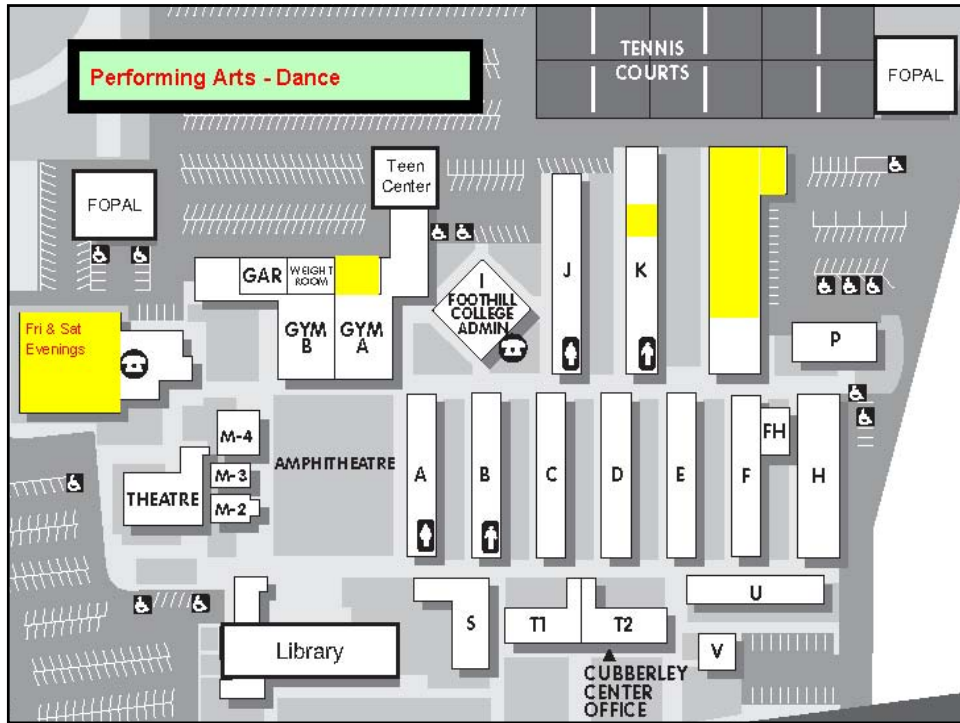 Performing Arts - Dance
TENNIS
COURTS
FOPAL
Teen
Center
FOPAL
GAR
WEIGHT
ROOM
GYM
B
GYM
A
I
FOOTHILL
COLLEGE
ADMIN
J
K
P
Fri & Sat
Evenings
M-4
M-3
M-2
THEATRE
AMPHITHEATRE
A
B
C
D
E
F
FH
H
S
T1
T2
U
V
Library
CUBBERLEY
CENTER
OFFICE